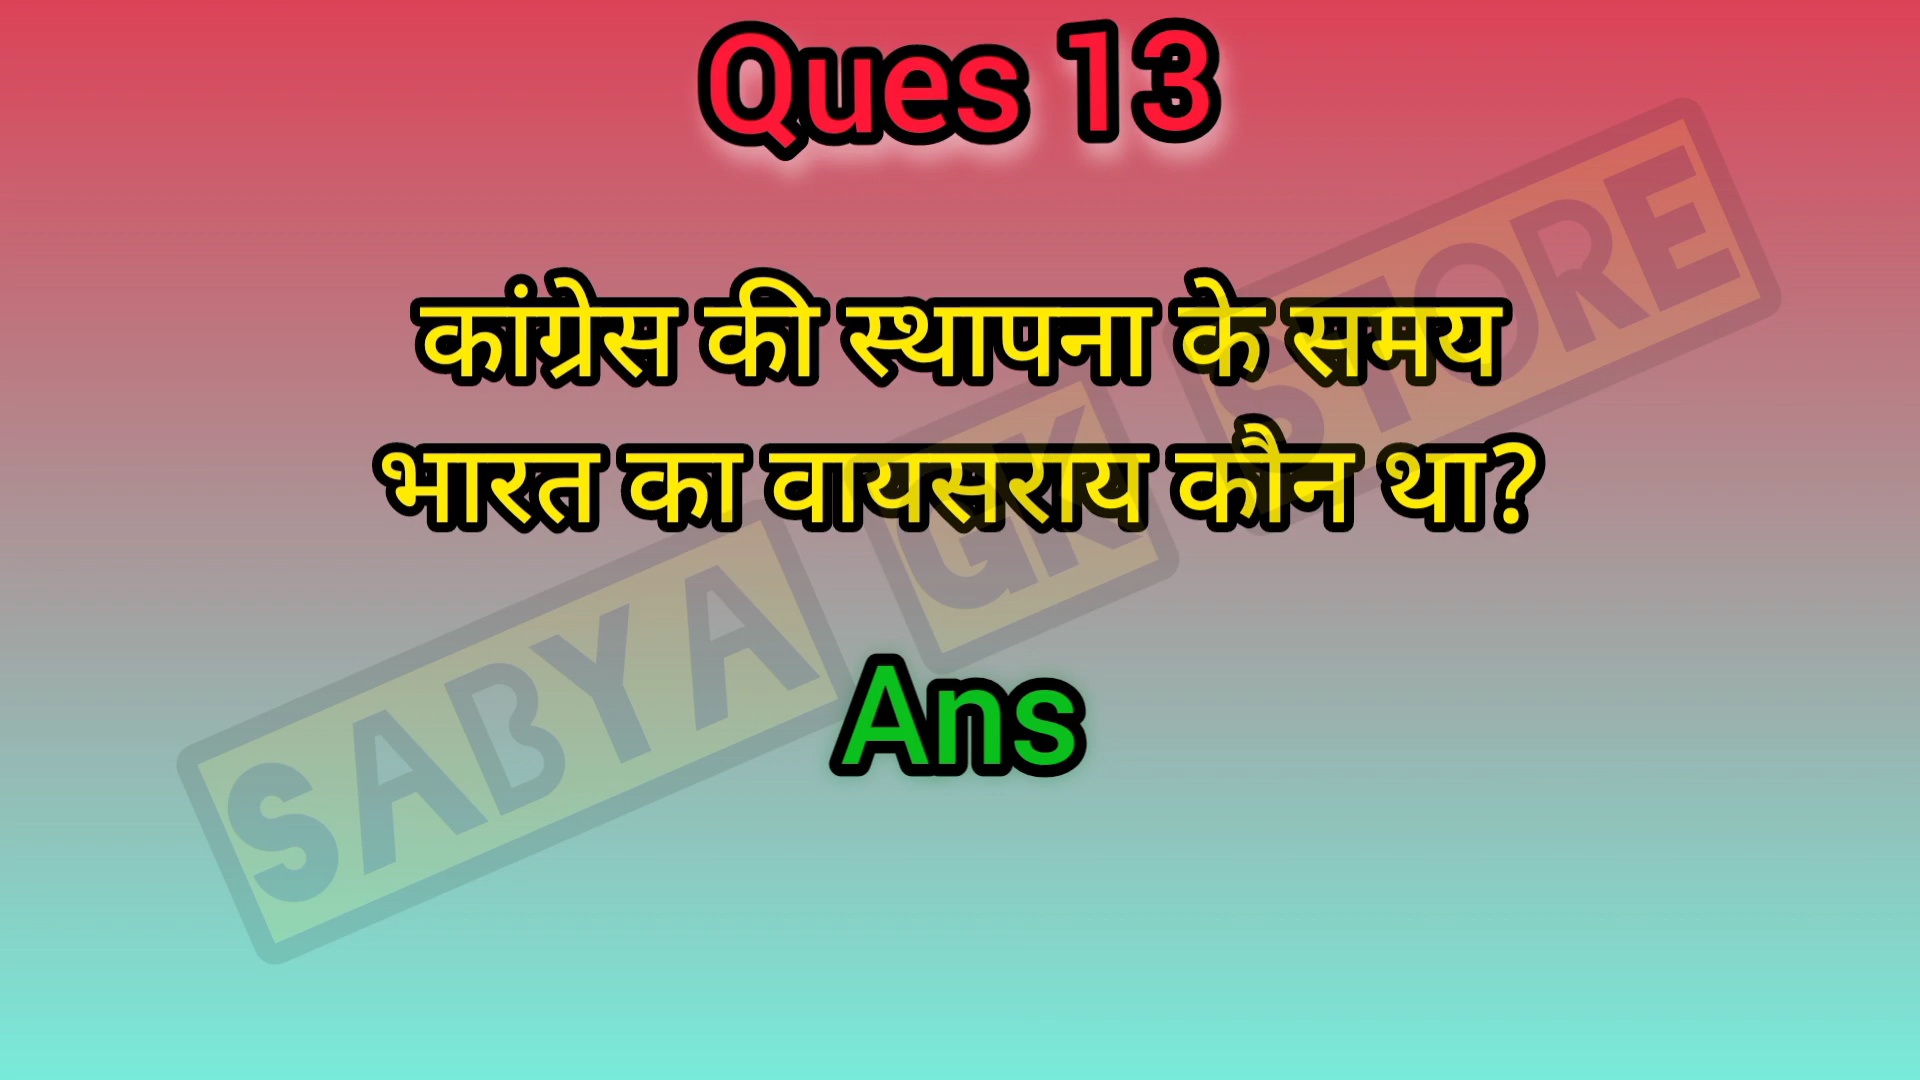 Ques 13
कांग्रेस की स्थापना के समय
भारत का वायसराय कौन था?
SABYA GK STORE
Ans